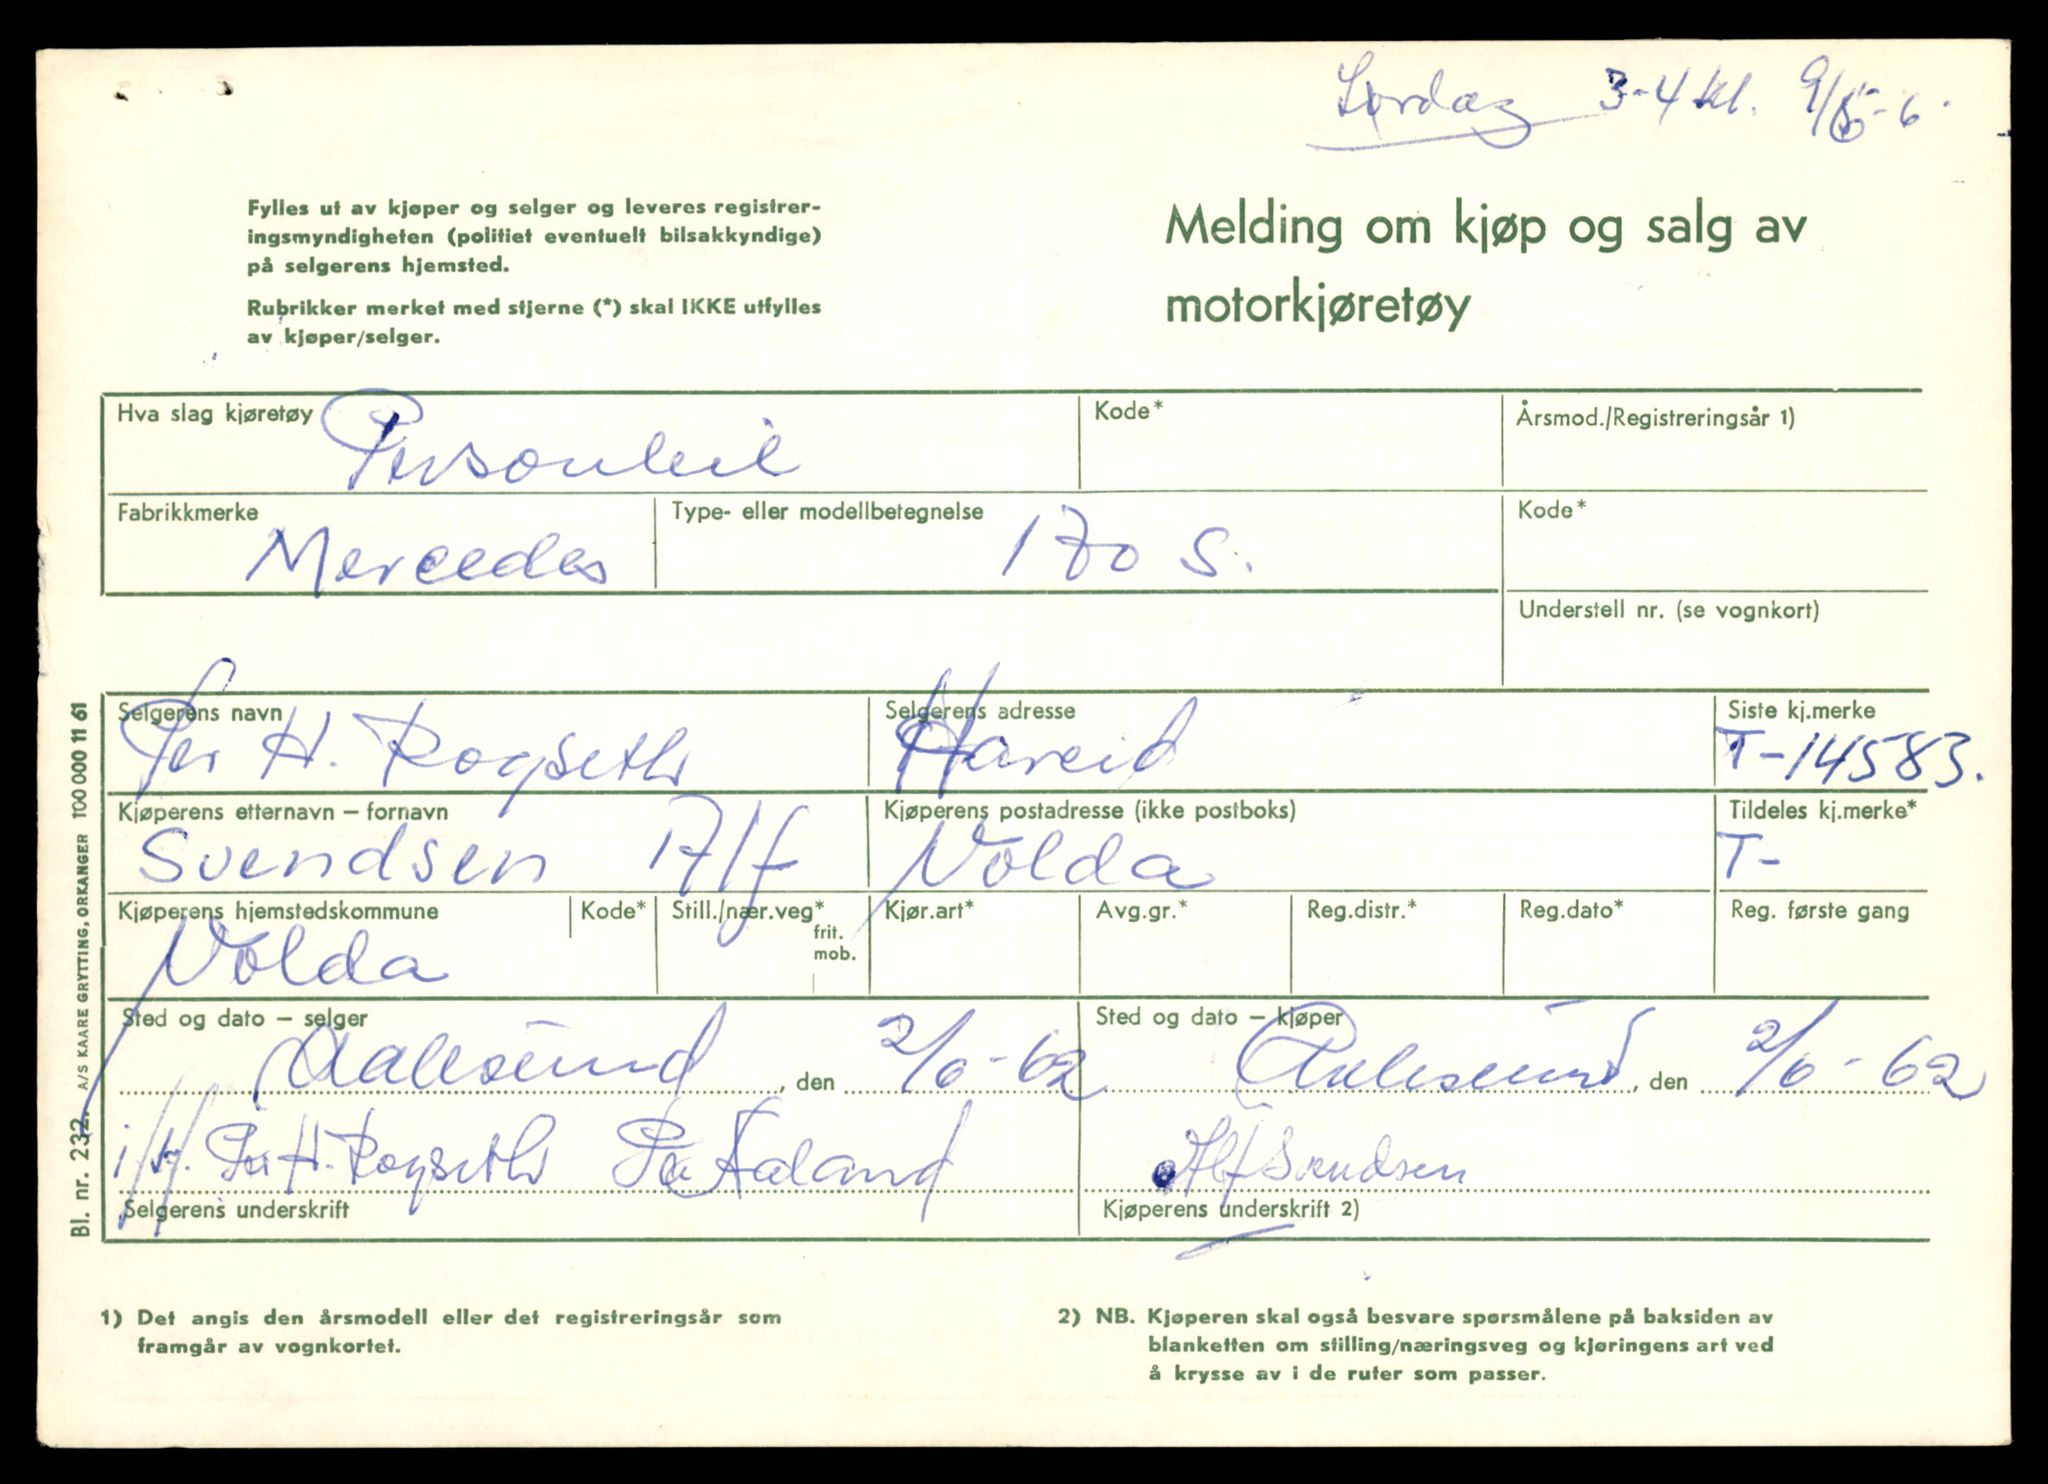 Lørdag 3-4 kl. 9/6-6
Fylles ut av kjøper og selger og leveres registrer-
ingsmyndigheten (politiet eventuelt bilsakkyndige)
på selgerens hjemsted.
Rubrikker merket med stjerne (*) skal IKKE utfylles
av kjøper/selger.
Melding om kjøp og salg av
motorkjøretøy
Hva slag kjøretøy Personbil Kode* Årsmod./Registreringsår 1)
Fabrikkmerke Mercedes Type- eller modellbetegnelse 170 S. Kode*
Understell nr. (se vognkort)
Selgerens navn Selgerens adresse Siste kj.merke
Per H. Rogseth Hareid T-14583.
Kjøperens etternavn – fornavn Kjøperens postadresse (ikke postboks) Tildeles kj.merke*
Svendsen Alf Volda T-
Kjøperens hjemstedskommune Kode* Still./nær.veg* frit. mob. Kjør.art* Avg.gr.* Reg.distr.* Reg.dato* Reg. første gang
Volda
Sted og dato – selger Sted og dato – kjøper
Aalesund, den 2/6-62 Aalesund, den 2/6-62
Per H. Rogseth Per Aaland Alf Svendsen
Selgerens underskrift Kjøperens underskrift 2)
1) Det angis den årsmodell eller det registreringsår som
framgår av vognkortet.
2) NB. Kjøperen skal også besvare spørsmålene på baksiden av
blanketten om stilling/næringsveg og kjøringens art ved
å krysse av i de ruter som passer.
Bl. nr. 232. A/S KAARE GRYTTING, ORKANGER 100 000 11 61